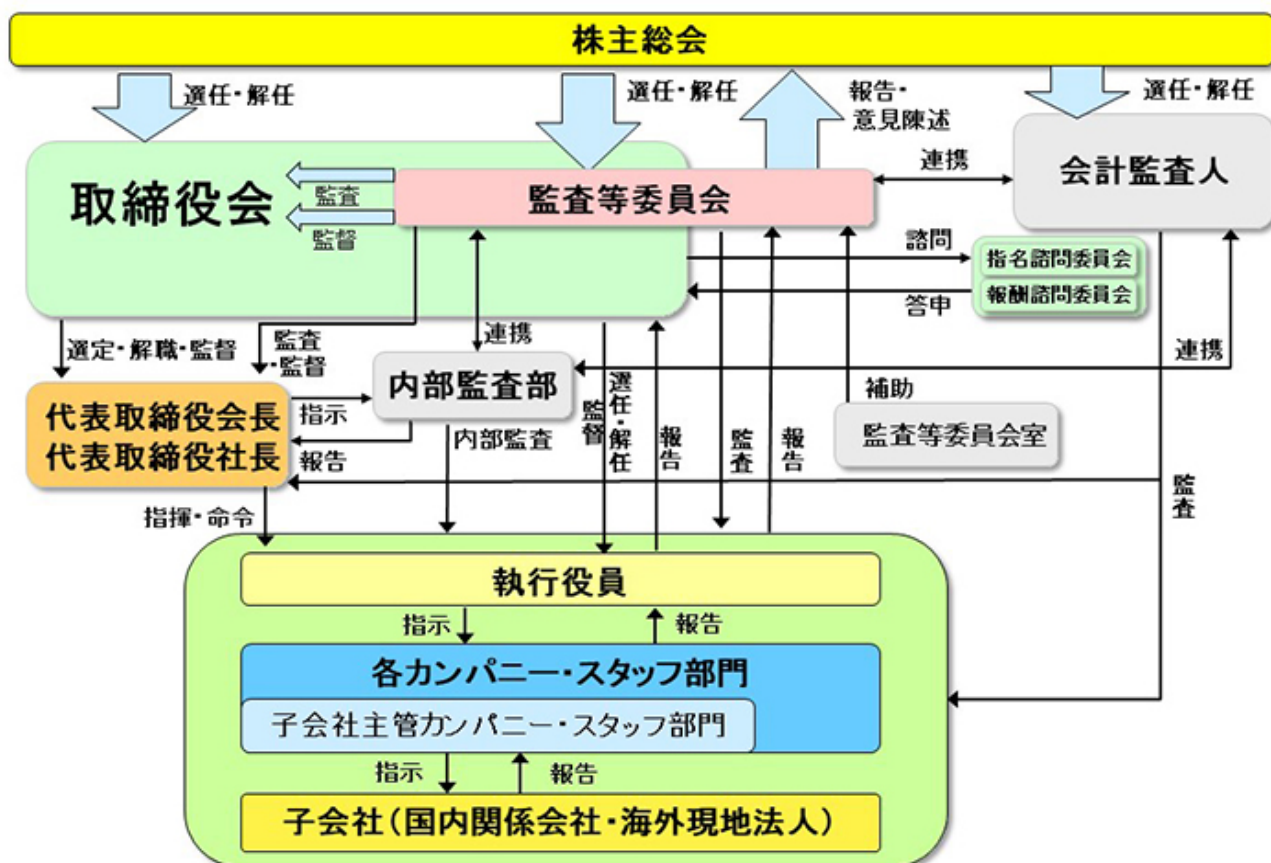 株主総会
選任・解任
選任・解任
報告・
意見陳述
選任・解任
取締役会
監査
監督
監査等委員会
連携
会計監査人
諮問
答申
指名諮問委員会
報酬諮問委員会
選定・解職・監督
監査
・監督
連携
連携
代表取締役会長
代表取締役社長
指示
報告
内部監査部
内部監査
監督
選任・解任
報告
監査
報告
補助
監査等委員会室
監査
指揮・命令
執行役員
指示
報告
各カンパニー・スタッフ部門
子会社主管カンパニー・スタッフ部門
指示
報告
子会社（国内関係会社・海外現地法人）